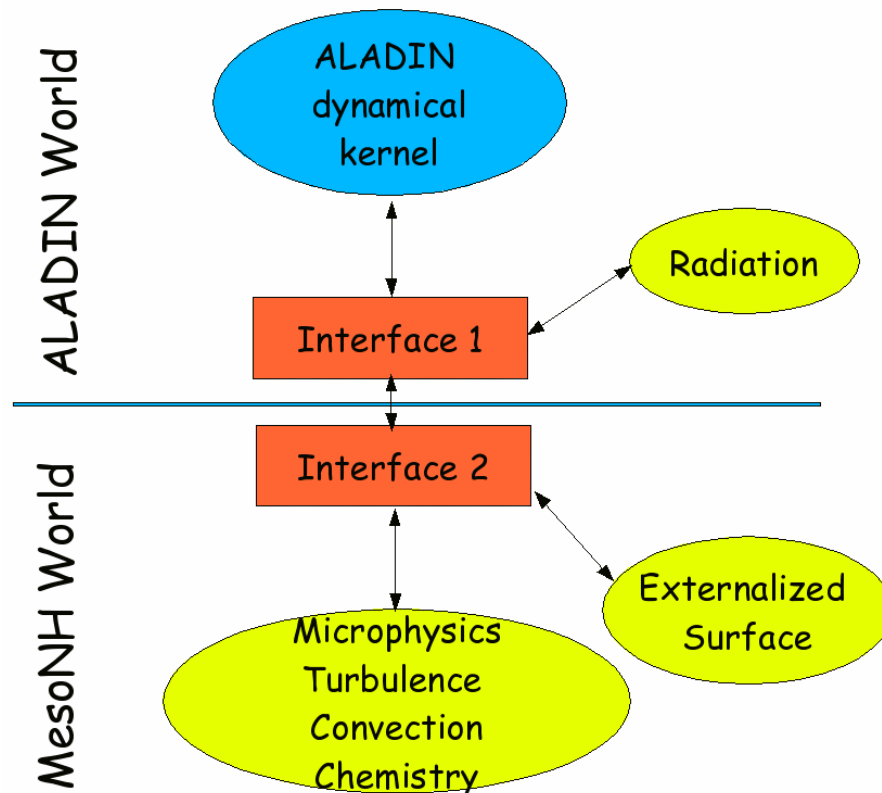 ALADIN World
ALADIN
dynamical
kernel
Radiation
Interface 1
MesoNH World
Interface 2
Externalized
Surface
Microphysics
Turbulence
Convection
Chemistry